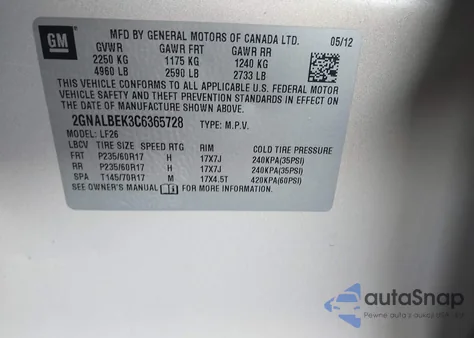 GM
MFD BY GENERAL MOTORS OF CANADA LTD. 05/12
GVWR GAWR FRT GAWR RR
2250 KG 1175 KG 1240 KG
4960 LB 2590 LB 2733 LB
THIS VEHICLE CONFORMS TO ALL APPLICABLE U.S. FEDERAL MOTOR
VEHICLE SAFETY AND THEFT PREVENTION STANDARDS IN EFFECT ON
THE DATE OF MANUFACTURE SHOWN ABOVE.
2GNALBEK3C6365728 TYPE: M.P.V.
MODEL: LF26
LBCV TIRE SIZE SPEED RTG RIM COLD TIRE PRESSURE
FRT P235/60R17 H 17X7J 240KPA(35PSI)
RR P235/60R17 H 17X7J 240KPA(35PSI)
SPA T145/70R17 M 17X4.5T 420KPA(60PSI)
SEE OWNER'S MANUAL FOR MORE INFORMATION
autoSnap
Pewne auta z aukcji USA i